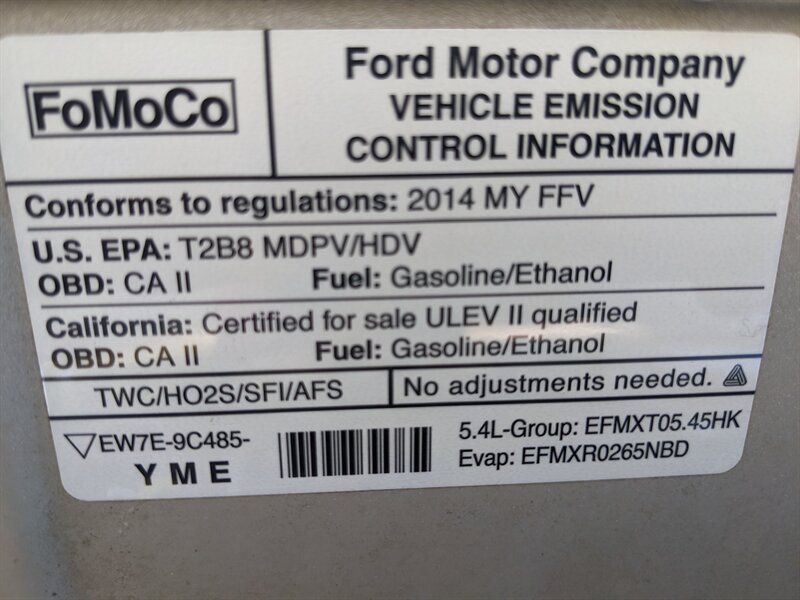 FoMoCo
Ford Motor Company
VEHICLE EMISSION
CONTROL INFORMATION
Conforms to regulations: 2014 MY FFV
U.S. EPA: T2B8 MDPV/HDV
OBD: CA II Fuel: Gasoline/Ethanol
California: Certified for sale ULEV II qualified
OBD: CA II Fuel: Gasoline/Ethanol
TWC/HO2S/SFI/AFS
No adjustments needed.
EW7E-9C485-
YME
5.4L-Group: EFMXT05.45HK
Evap: EFMXR0265NBD